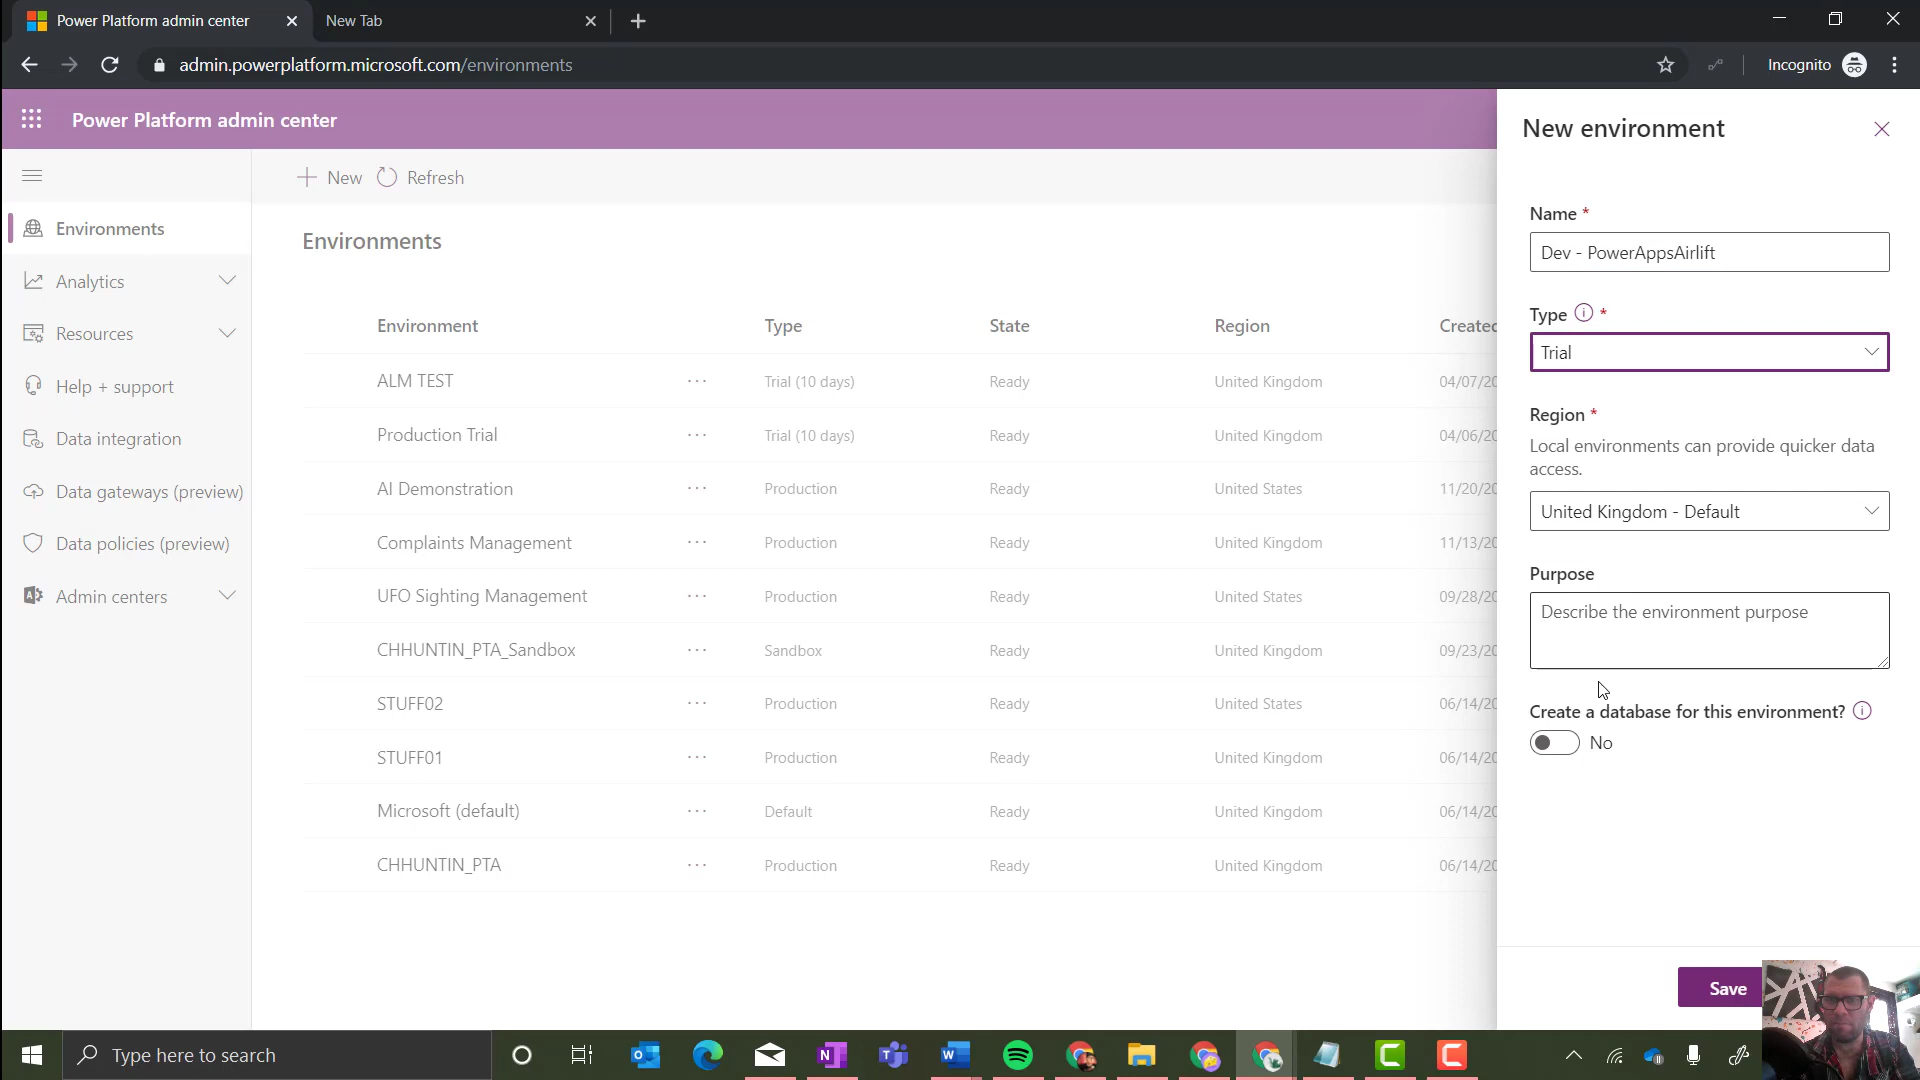 Power Platform admin center
New Tab
admin.powerplatform.microsoft.com/environments
Incognito
Power Platform admin center
New
Refresh
Environments
Analytics
Resources
Help + support
Data integration
Data gateways (preview)
Data policies (preview)
Admin centers
Environments
Environment Type State Region Created
ALM TEST ... Trial (10 days) Ready United Kingdom 04/07/20
Production Trial ... Trial (10 days) Ready United Kingdom 04/06/20
AI Demonstration ... Production Ready United States 11/20/20
Complaints Management ... Production Ready United Kingdom 11/13/20
UFO Sighting Management ... Production Ready United States 09/28/20
CHHUNTIN_PTA_Sandbox ... Sandbox Ready United Kingdom 09/23/20
STUFF02 ... Production Ready United States 06/14/20
STUFF01 ... Production Ready United Kingdom 06/14/20
Microsoft (default) ... Default Ready United Kingdom 06/14/20
CHHUNTIN_PTA ... Production Ready United Kingdom 06/14/20
New environment
Name *
Dev - PowerAppsAirlift
Type *
Trial
Region *
Local environments can provide quicker data
access.
United Kingdom - Default
Purpose
Describe the environment purpose
Create a database for this environment?
No
Save
Type here to search